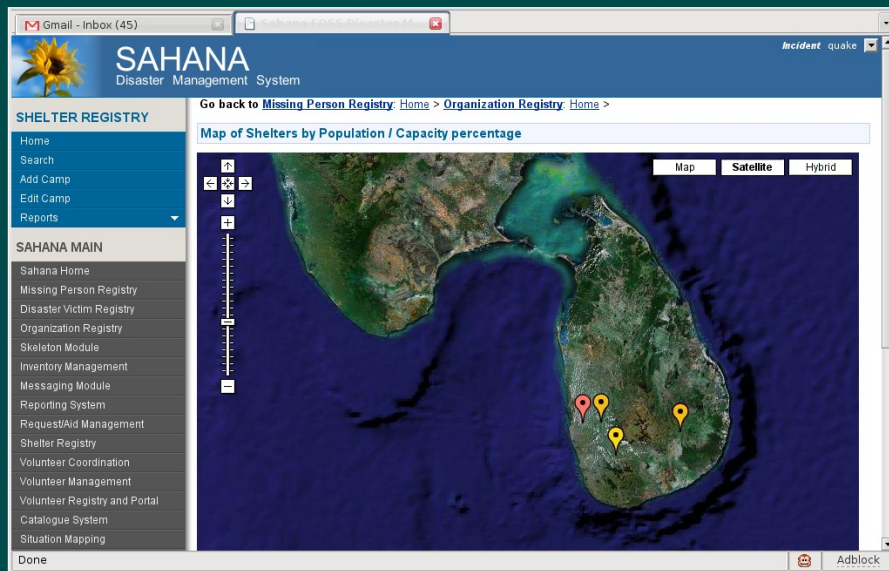 Gmail - Inbox (45)
Sahana FOSS Disaster M
SAHANA
Disaster Management System
Incident quake
SHELTER REGISTRY
Home
Search
Add Camp
Edit Camp
Reports
SAHANA MAIN
Sahana Home
Missing Person Registry
Disaster Victim Registry
Organization Registry
Skeleton Module
Inventory Management
Messaging Module
Reporting System
Request/Aid Management
Shelter Registry
Volunteer Coordination
Volunteer Management
Volunteer Registry and Portal
Catalogue System
Situation Mapping
Go back to Missing Person Registry: Home > Organization Registry: Home >
Map of Shelters by Population / Capacity percentage
Map Satellite Hybrid
Done
Adblock